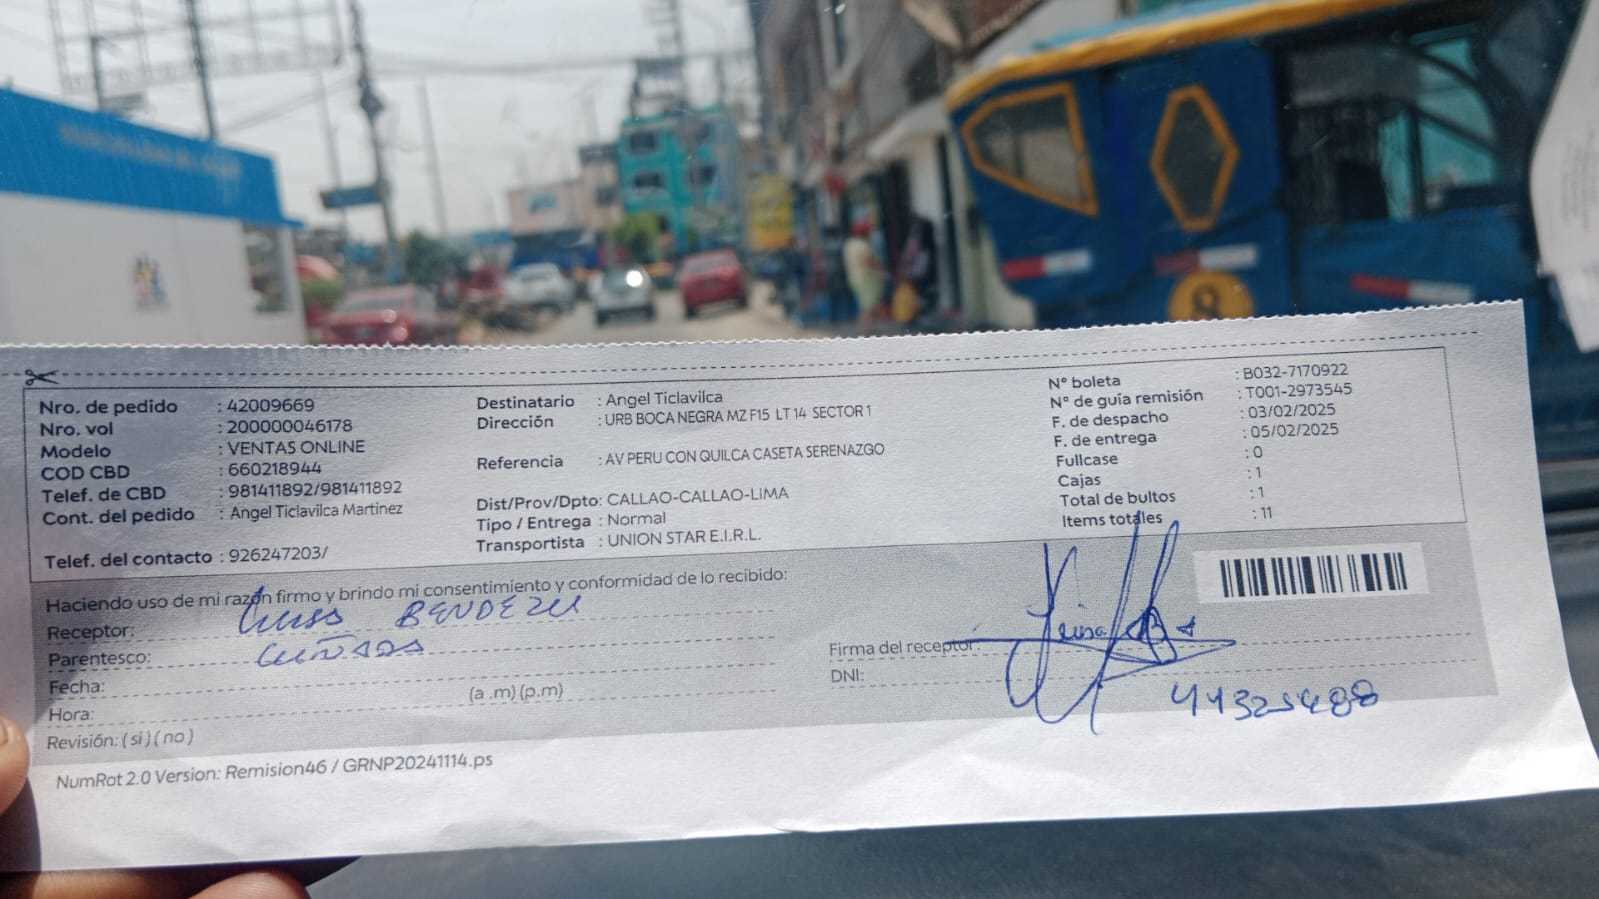 Nro. de pedido : 42009669
Nro. vol : 200000046178
Modelo : VENTAS ONLINE
COD CBD : 660218944
Telef. de CBD : 981411892/981411892
Cont. del pedido : Angel Ticlavilca Martinez
Telef. del contacto : 926247203/
Destinatario : Angel Ticlavilca
Dirección : URB BOCA NEGRA MZ F15 LT 14 SECTOR 1
Referencia : AV PERU CON QUILCA CASETA SERENAZGO
Dist/Prov/Dpto: CALLAO-CALLAO-LIMA
Tipo / Entrega : Normal
Transportista : UNION STAR E.I.R.L.
N° boleta : B032-7170922
N° de guía remisión : T001-2973545
F. de despacho : 03/02/2025
F. de entrega : 05/02/2025
Fullcase : 0
Cajas : 1
Total de bultos : 1
Items totales : 11
Haciendo uso de mi razón firmo y brindo mi consentimiento y conformidad de lo recibido:
Receptor: BENDEZU
Parentesco: CUÑADA
Fecha:
Hora: (a .m) (p.m)
Revisión: ( si ) ( no )
Firma del receptor:
DNI: 44325488
NumRot 2.0 Version: Remision46 / GRNP20241114.ps
8